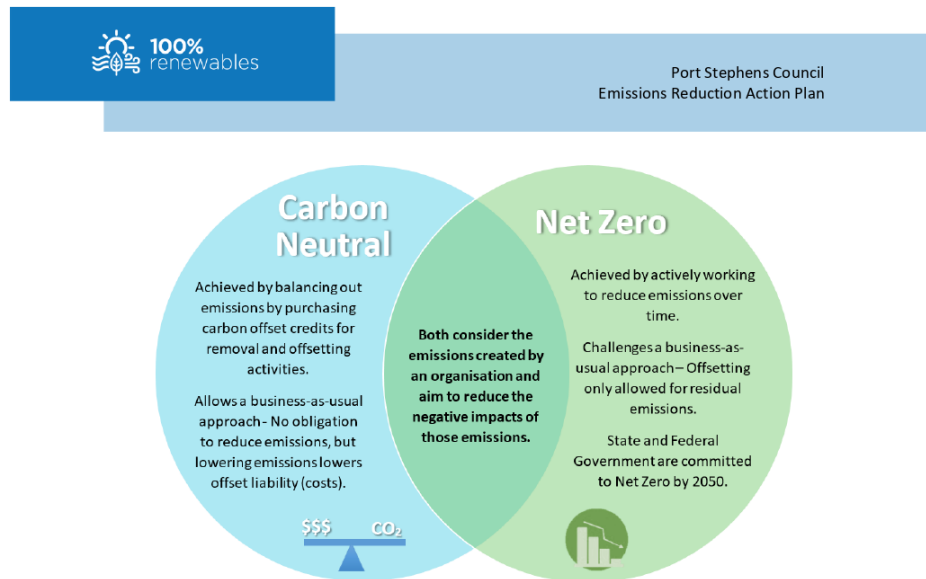 100%
renewables
Port Stephens Council
Emissions Reduction Action Plan
Carbon
Neutral
Achieved by balancing out
emissions by purchasing
carbon offset credits for
removal and offsetting
activities.
Allows a business-as-usual
approach- No obligation
to reduce emissions, but
lowering emissions lowers
offset liability (costs).
$$$ CO₂
Both consider the
emissions created by
an organisation and
aim to reduce the
negative impacts of
those emissions.
Net Zero
Achieved by actively working
to reduce emissions over
time.
Challenges a business-as-
usual approach– Offsetting
only allowed for residual
emissions.
State and Federal
Government are committed
to Net Zero by 2050.